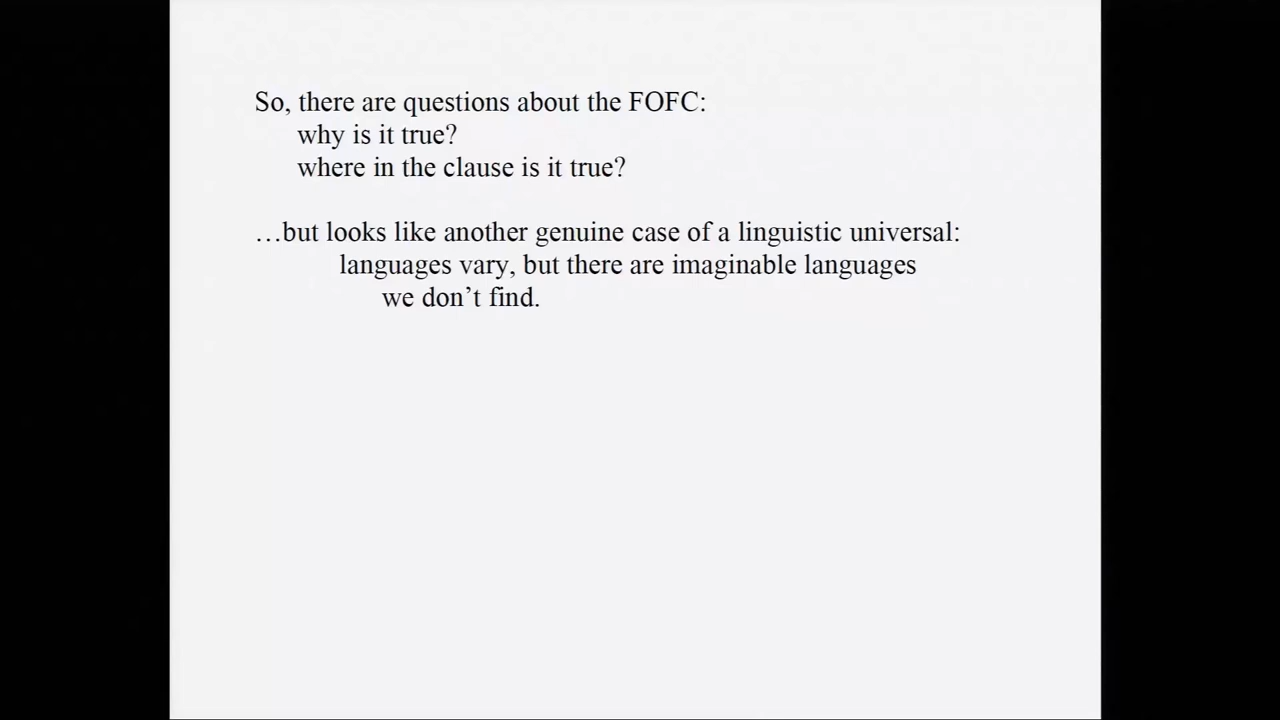 So, there are questions about the FOFC:
why is it true?
where in the clause is it true?
…but looks like another genuine case of a linguistic universal:
languages vary, but there are imaginable languages
we don’t find.